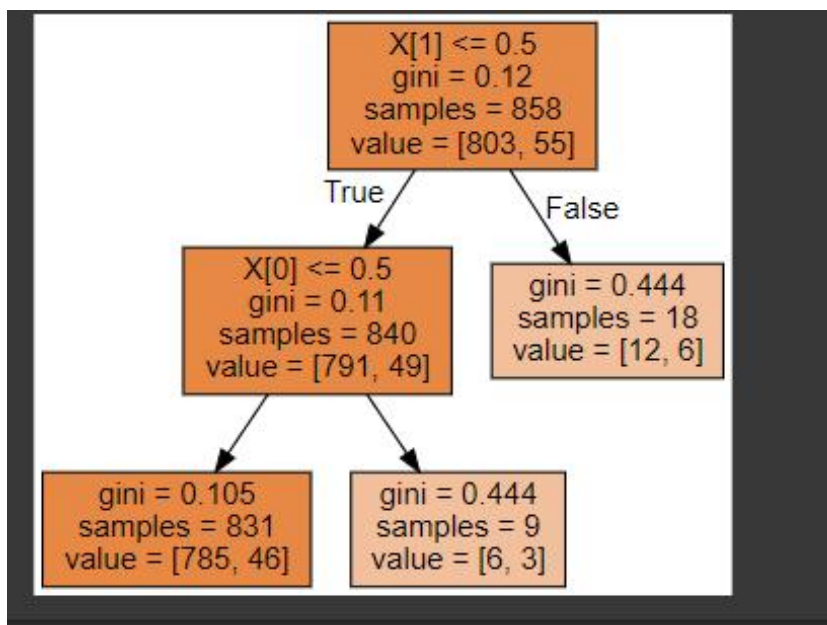 X[1] <= 0.5
gini = 0.12
samples = 858
value = [803, 55]
True
False
X[0] <= 0.5
gini = 0.11
samples = 840
value = [791, 49]
gini = 0.444
samples = 18
value = [12, 6]
gini = 0.105
samples = 831
value = [785, 46]
gini = 0.444
samples = 9
value = [6, 3]